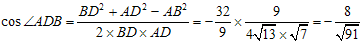 cos∠ADB = (BD² + AD² − AB²)/(2 × BD × AD) = −32/9 × 9/(4√13 × √7) = −8/√91